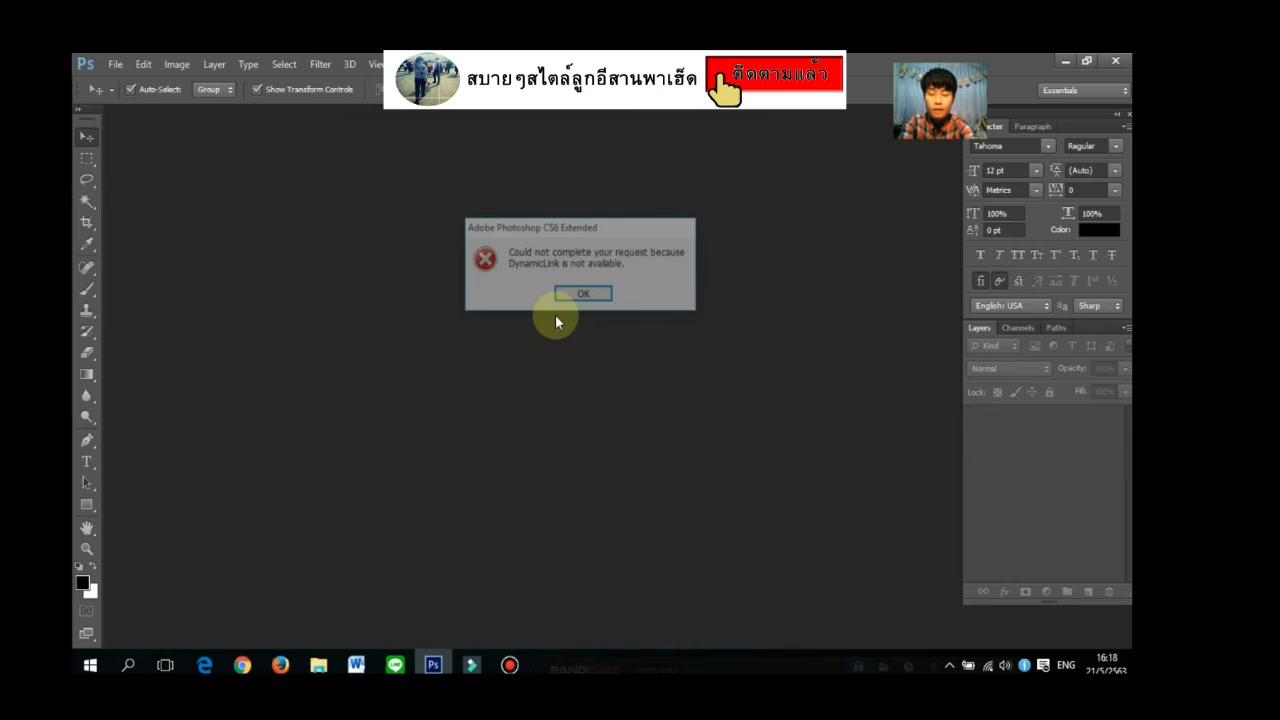 Ps File Edit Image Layer Type Select Filter 3D
สบายๆสไตล์ลูกอีสานพาเฮ็ด
ติดตามแล้ว
Auto-Select: Group Show Transform Controls
Essentials
Paragraph
Tahoma Regular
12 pt (Auto)
Metrics 0
100% 100%
0 pt Color:
English: USA Sharp
Adobe Photoshop CS6 Extended
Could not complete your request because
DynamicLink is not available.
OK
Layers Channels Paths
Kind
Normal Opacity: 100%
Lock: Fill: 100%
ENG
16:18
21/5/2563